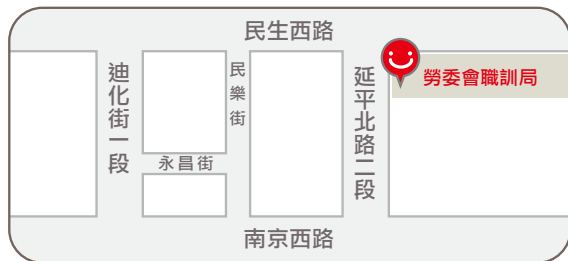 民生西路
勞委會職訓局
迪化街一段
民樂街
延平北路二段
永昌街
南京西路